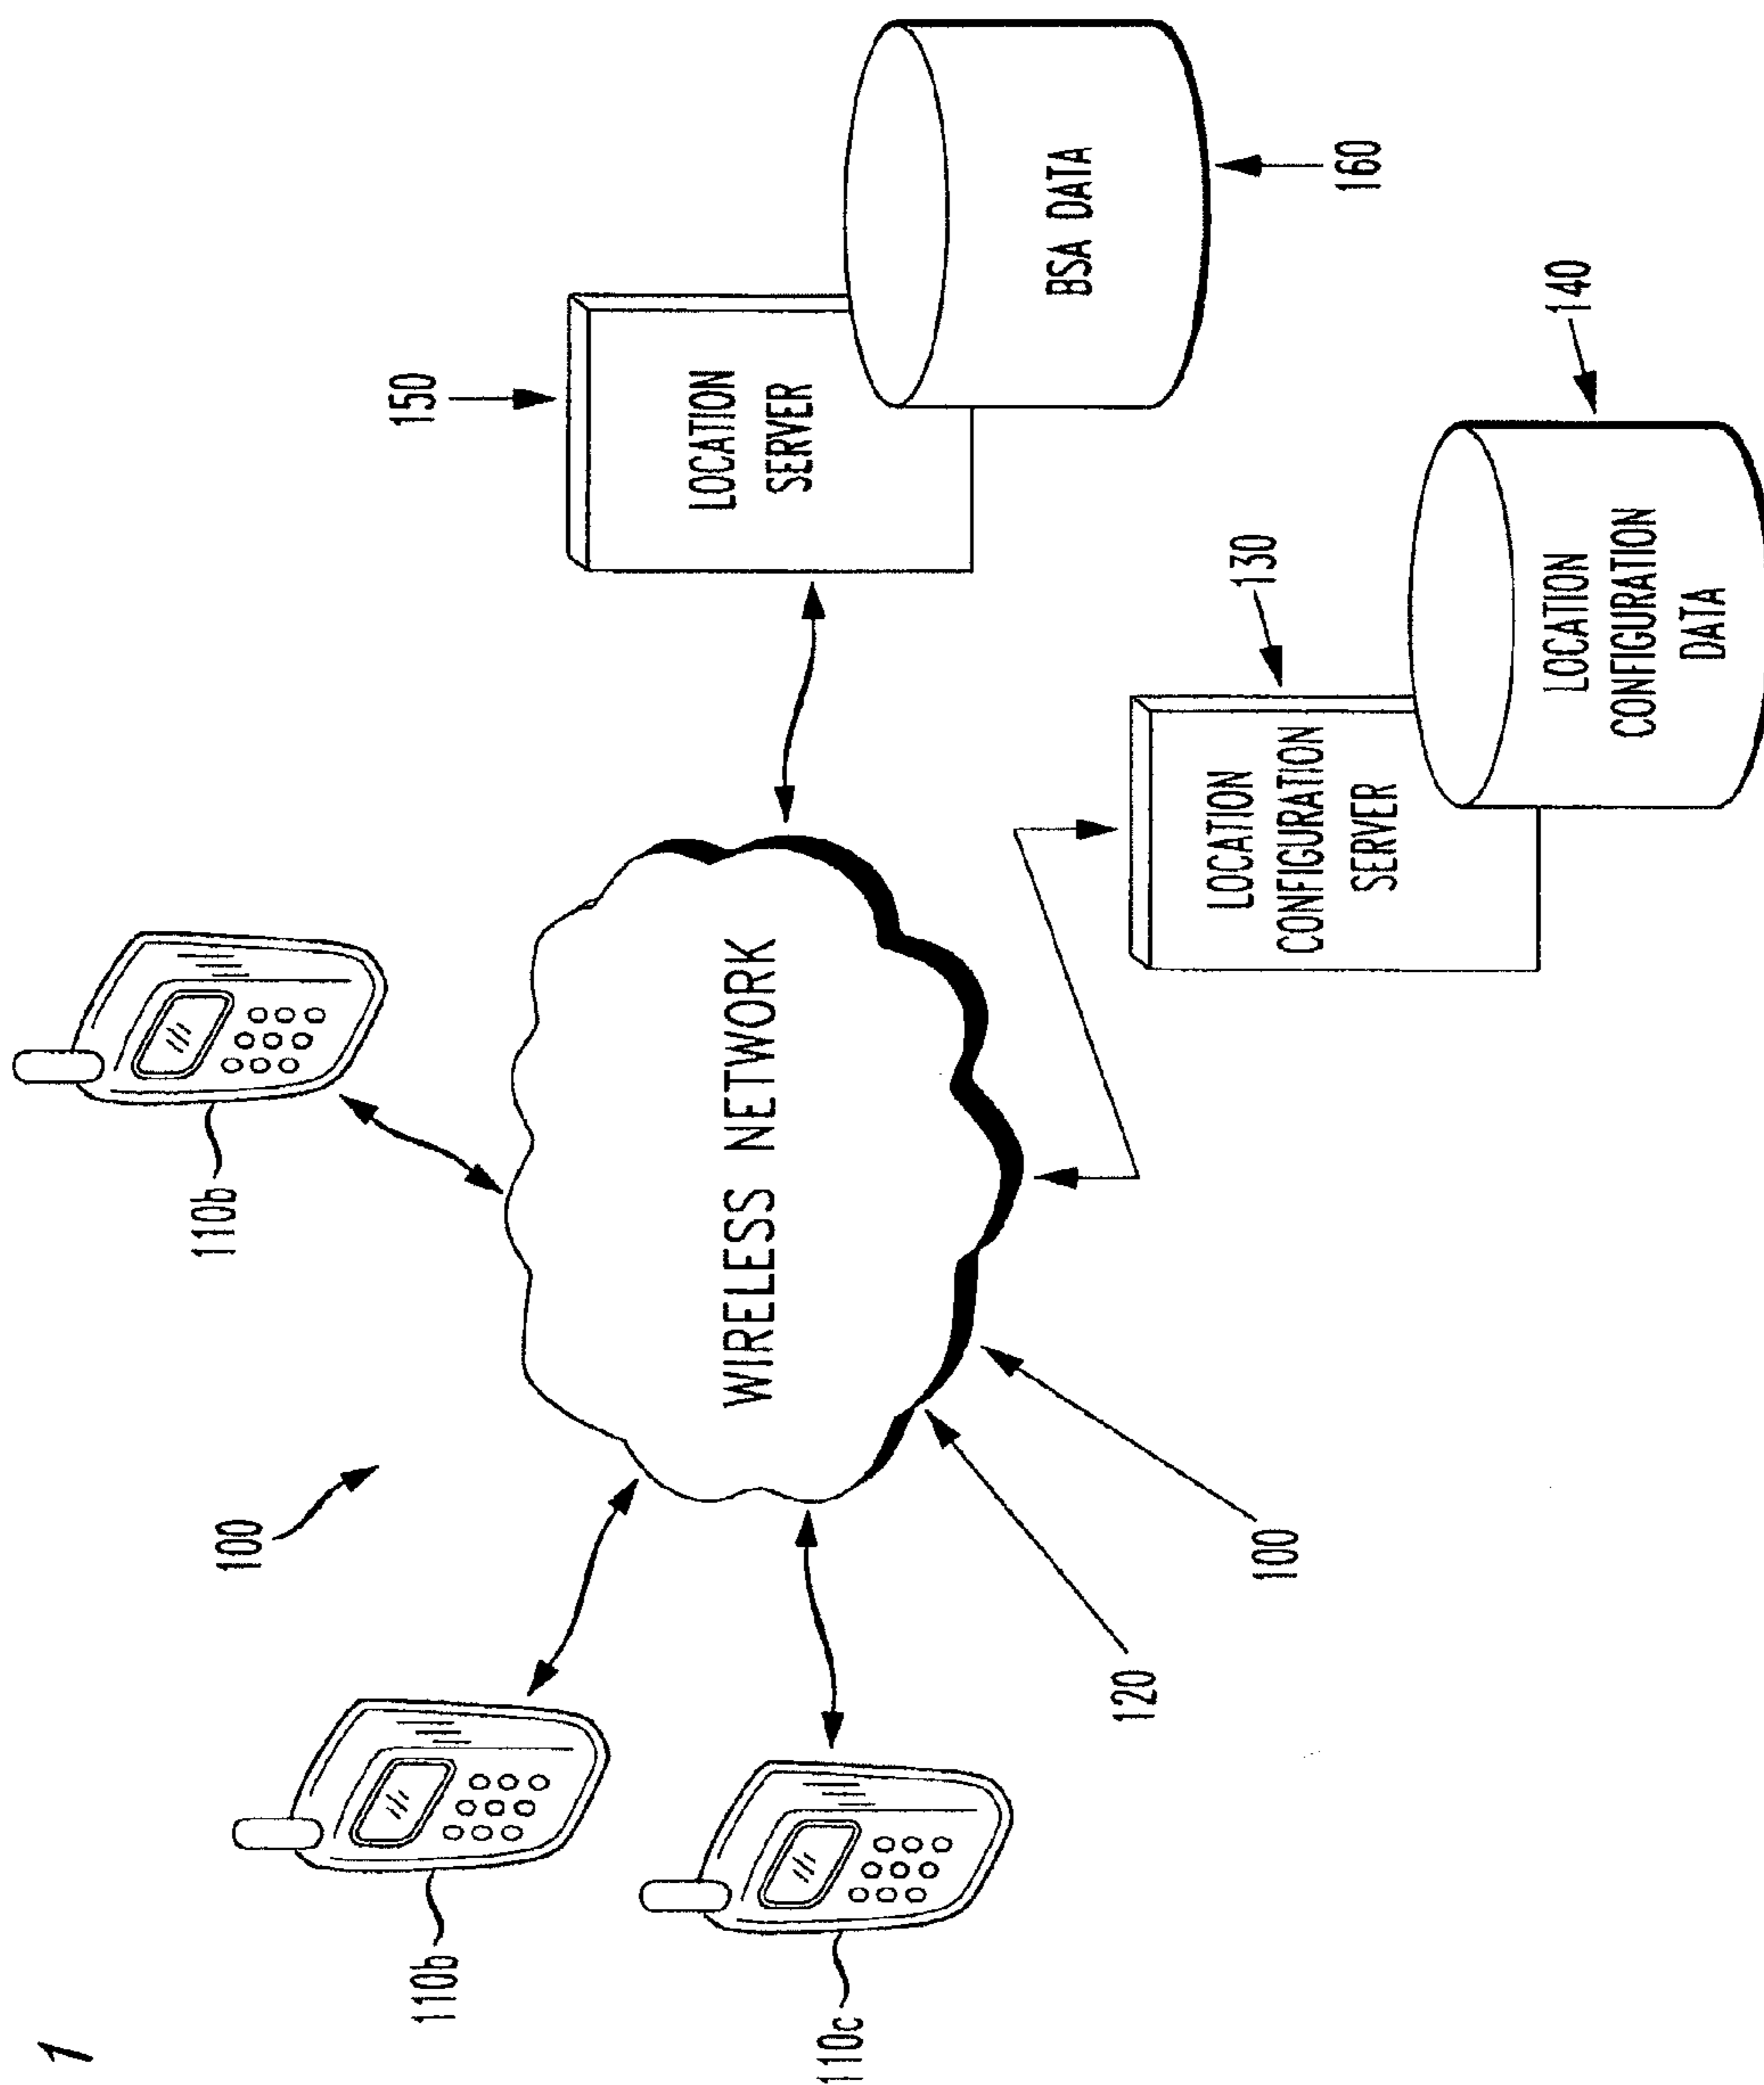 1
100
110b
110b
110c
WIRELESS NETWORK
120
100
150
LOCATION
SERVER
BSA DATA
160
130
LOCATION
CONFIGURATION
SERVER
140
LOCATION
CONFIGURATION
DATA